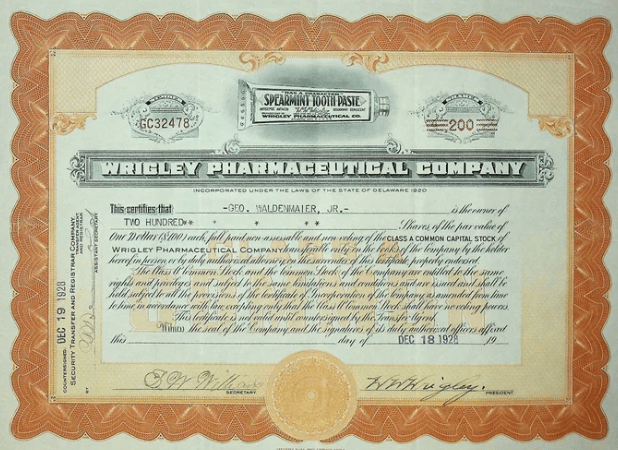 SPEARMINT TOOTH PASTE
WRIGLEY PHARMACEUTICAL CO.
NUMBER SHARES
GC32478 200
WRIGLEY PHARMACEUTICAL COMPANY
INCORPORATED UNDER THE LAWS OF THE STATE OF DELAWARE 1920
This certifies that -GEO. WALDENMAIER, JR.- is the owner of
TWO HUNDRED** * * ** Shares of the par value of
One Dollar ($1.00) each, full paid non-assessable and non-voting of the CLASS A COMMON CAPITAL STOCK OF
WRIGLEY PHARMACEUTICAL COMPANY transferable only in the books of the Company by the holder
hereof in person or by duly authorized attorney on the surrender of this certificate properly endorsed.
The Class A Common Stock and the Common Stock of the Company are entitled to the same
rights and privileges and subject to the same limitations and conditions and are issued and shall be
held subject to all the provisions of the Certificate of Incorporation of the Company as amended from time
to time, in accordance with law, excepting only that the Class A Common Stock shall have no voting powers.
This Certificate is not valid until countersigned by the Transfer Agent.
Witness the seal of the Company and the signatures of its duly authorized officers affixed
this day of DEC 18 1928 19
SECRETARY
W W Wrigley PRESIDENT
COUNTERSIGNED DEC 19 1928
SECURITY TRANSFER AND REGISTRAR COMPANY,
BY
ASSISTANT SECRETARY